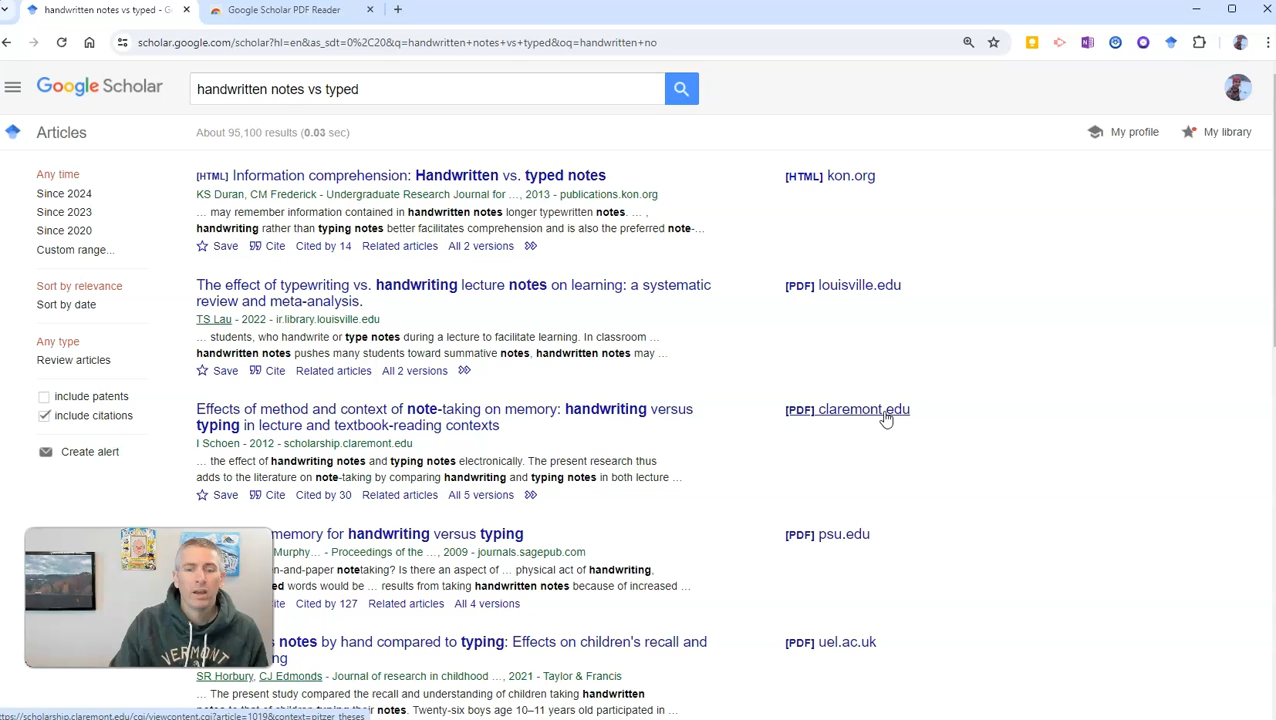 handwritten notes vs typed - G
Google Scholar PDF Reader
scholar.google.com/scholar?hl=en&as_sdt=0%2C20&q=handwritten+notes+vs+typed&oq=handwritten+no
Google Scholar
handwritten notes vs typed
Articles
About 95,100 results (0.03 sec)
My profile
My library
Any time
Since 2024
Since 2023
Since 2020
Custom range...
Sort by relevance
Sort by date
Any type
Review articles
include patents
include citations
Create alert
[HTML] Information comprehension: Handwritten vs. typed notes
[HTML] kon.org
KS Duran, CM Frederick - Undergraduate Research Journal for …, 2013 - publications.kon.org
… may remember information contained in handwritten notes longer typewritten notes. … ,
handwriting rather than typing notes better facilitates comprehension and is also the preferred note-…
Save Cite Cited by 14 Related articles All 2 versions
The effect of typewriting vs. handwriting lecture notes on learning: a systematic
review and meta-analysis.
[PDF] louisville.edu
TS Lau - 2022 - ir.library.louisville.edu
… students, who handwrite or type notes during a lecture to facilitate learning. In classroom …
handwritten notes pushes many students toward summative notes, handwritten notes may …
Save Cite Related articles All 2 versions
Effects of method and context of note-taking on memory: handwriting versus
typing in lecture and textbook-reading contexts
[PDF] claremont.edu
I Schoen - 2012 - scholarship.claremont.edu
… the effect of handwriting notes and typing notes electronically. The present research thus
adds to the literature on note-taking by comparing handwriting and typing notes in both lecture …
Save Cite Cited by 30 Related articles All 5 versions
memory for handwriting versus typing
[PDF] psu.edu
Murphy… - Proceedings of the …, 2009 - journals.sagepub.com
n-and-paper notetaking? Is there an aspect of … physical act of handwriting,
ed words would be … results from taking handwritten notes because of increased …
ite Cited by 127 Related articles All 4 versions
s notes by hand compared to typing: Effects on children's recall and
ng
[PDF] uel.ac.uk
SR Horbury, CJ Edmonds - Journal of research in childhood …, 2021 - Taylor & Francis
… The present study compared the recall and understanding of children taking handwritten
notes to that of children typing their notes. Twenty-six boys age 10–11 years old participated in …
VERMONT
ttps://scholarship.claremont.edu/cgi/viewcontent.cgi?article=1019&context=pitzer_theses